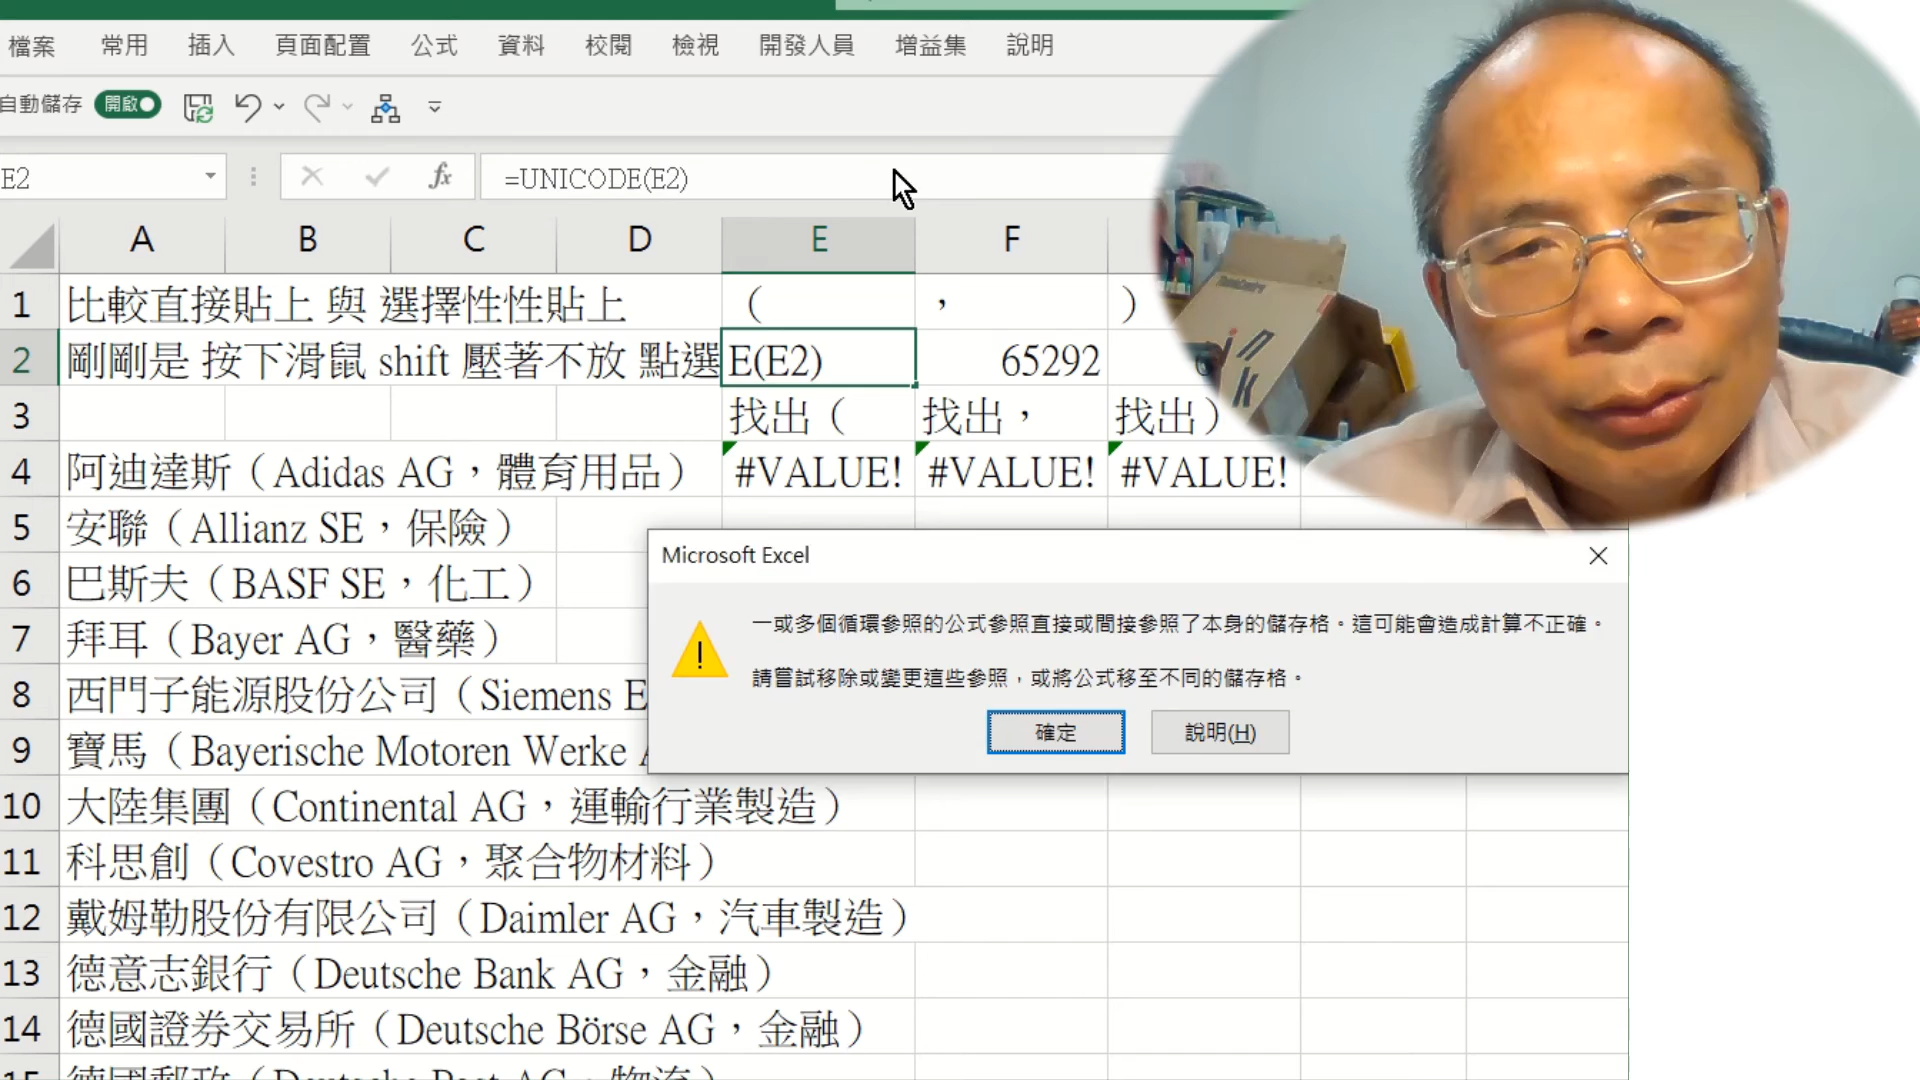 檔案 常用 插入 頁面配置 公式 資料 校閱 檢視 開發人員 增益集 說明
自動儲存 開啟
E2 fx =UNICODE(E2)
A B C D E F
1 比較直接貼上 與 選擇性性貼上 （ ， ）
2 剛剛是 按下滑鼠 shift 壓著不放 點選 E(E2) 65292
3 找出（ 找出， 找出）
4 阿迪達斯（Adidas AG，體育用品） #VALUE! #VALUE! #VALUE!
5 安聯（Allianz SE，保險）
6 巴斯夫（BASF SE，化工）
7 拜耳（Bayer AG，醫藥）
8 西門子能源股份公司（Siemens E
9 寶馬（Bayerische Motoren Werke A
10 大陸集團（Continental AG，運輸行業製造）
11 科思創（Covestro AG，聚合物材料）
12 戴姆勒股份有限公司（Daimler AG，汽車製造）
13 德意志銀行（Deutsche Bank AG，金融）
14 德國證券交易所（Deutsche Börse AG，金融）
15 德國郵政（Deutsche Post AG，物流）
Microsoft Excel
一或多個循環參照的公式參照直接或間接參照了本身的儲存格。這可能會造成計算不正確。
請嘗試移除或變更這些參照，或將公式移至不同的儲存格。
確定 說明(H)